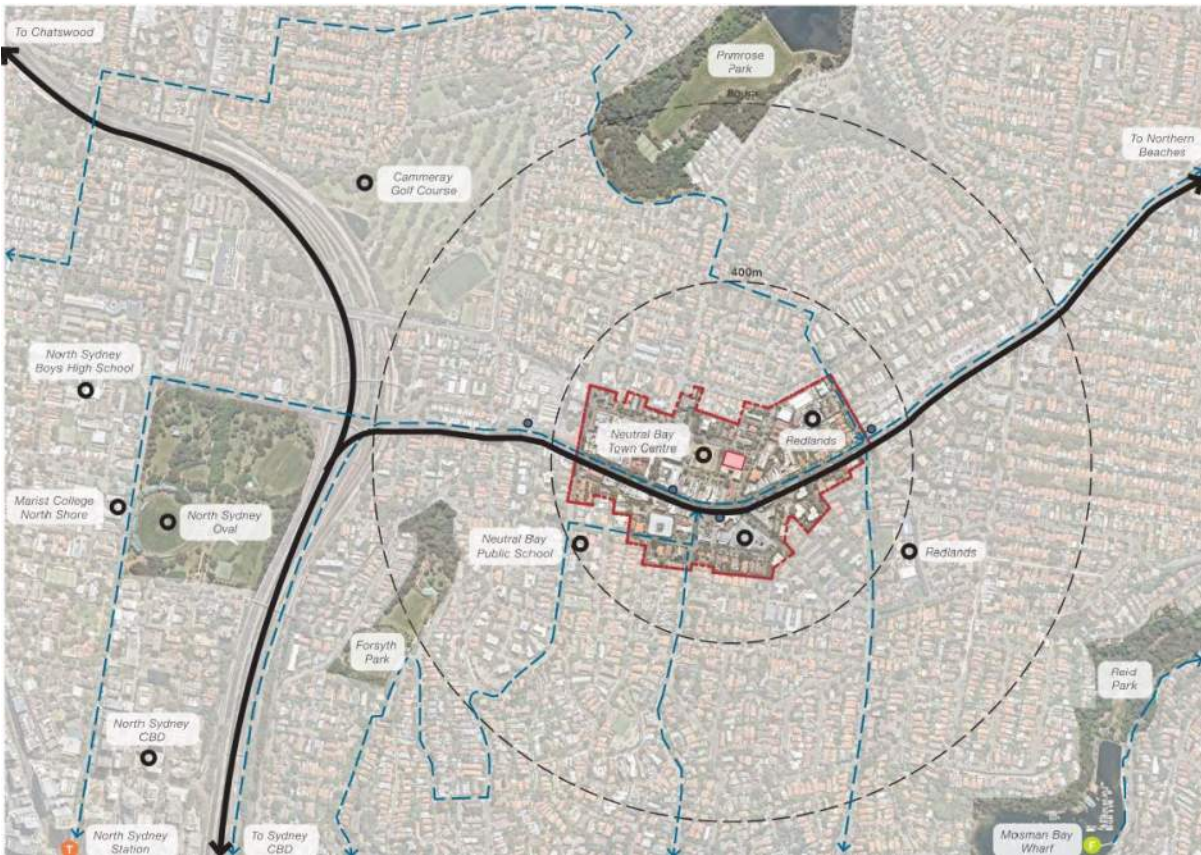 To Chatswood
Primrose
Park
800m
To Northern
Beaches
Cammeray
Golf Course
400m
North Sydney
Boys High School
Neutral Bay
Town Centre
Redlands
Marist College
North Shore
North Sydney
Oval
Neutral Bay
Public School
Redlands
Forsyth
Park
Reid
Park
North Sydney
CBD
T
North Sydney
Station
To Sydney
CBD
Mosman Bay
Wharf
F